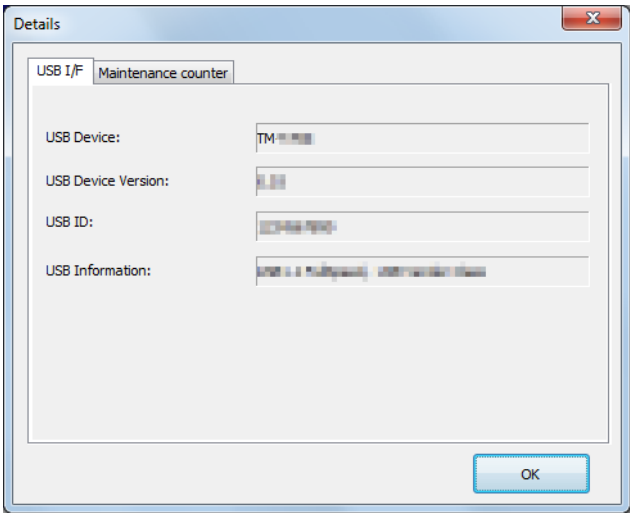 Details
USB I/F
Maintenance counter
USB Device:
TM-
USB Device Version:
USB ID:
USB Information:
OK